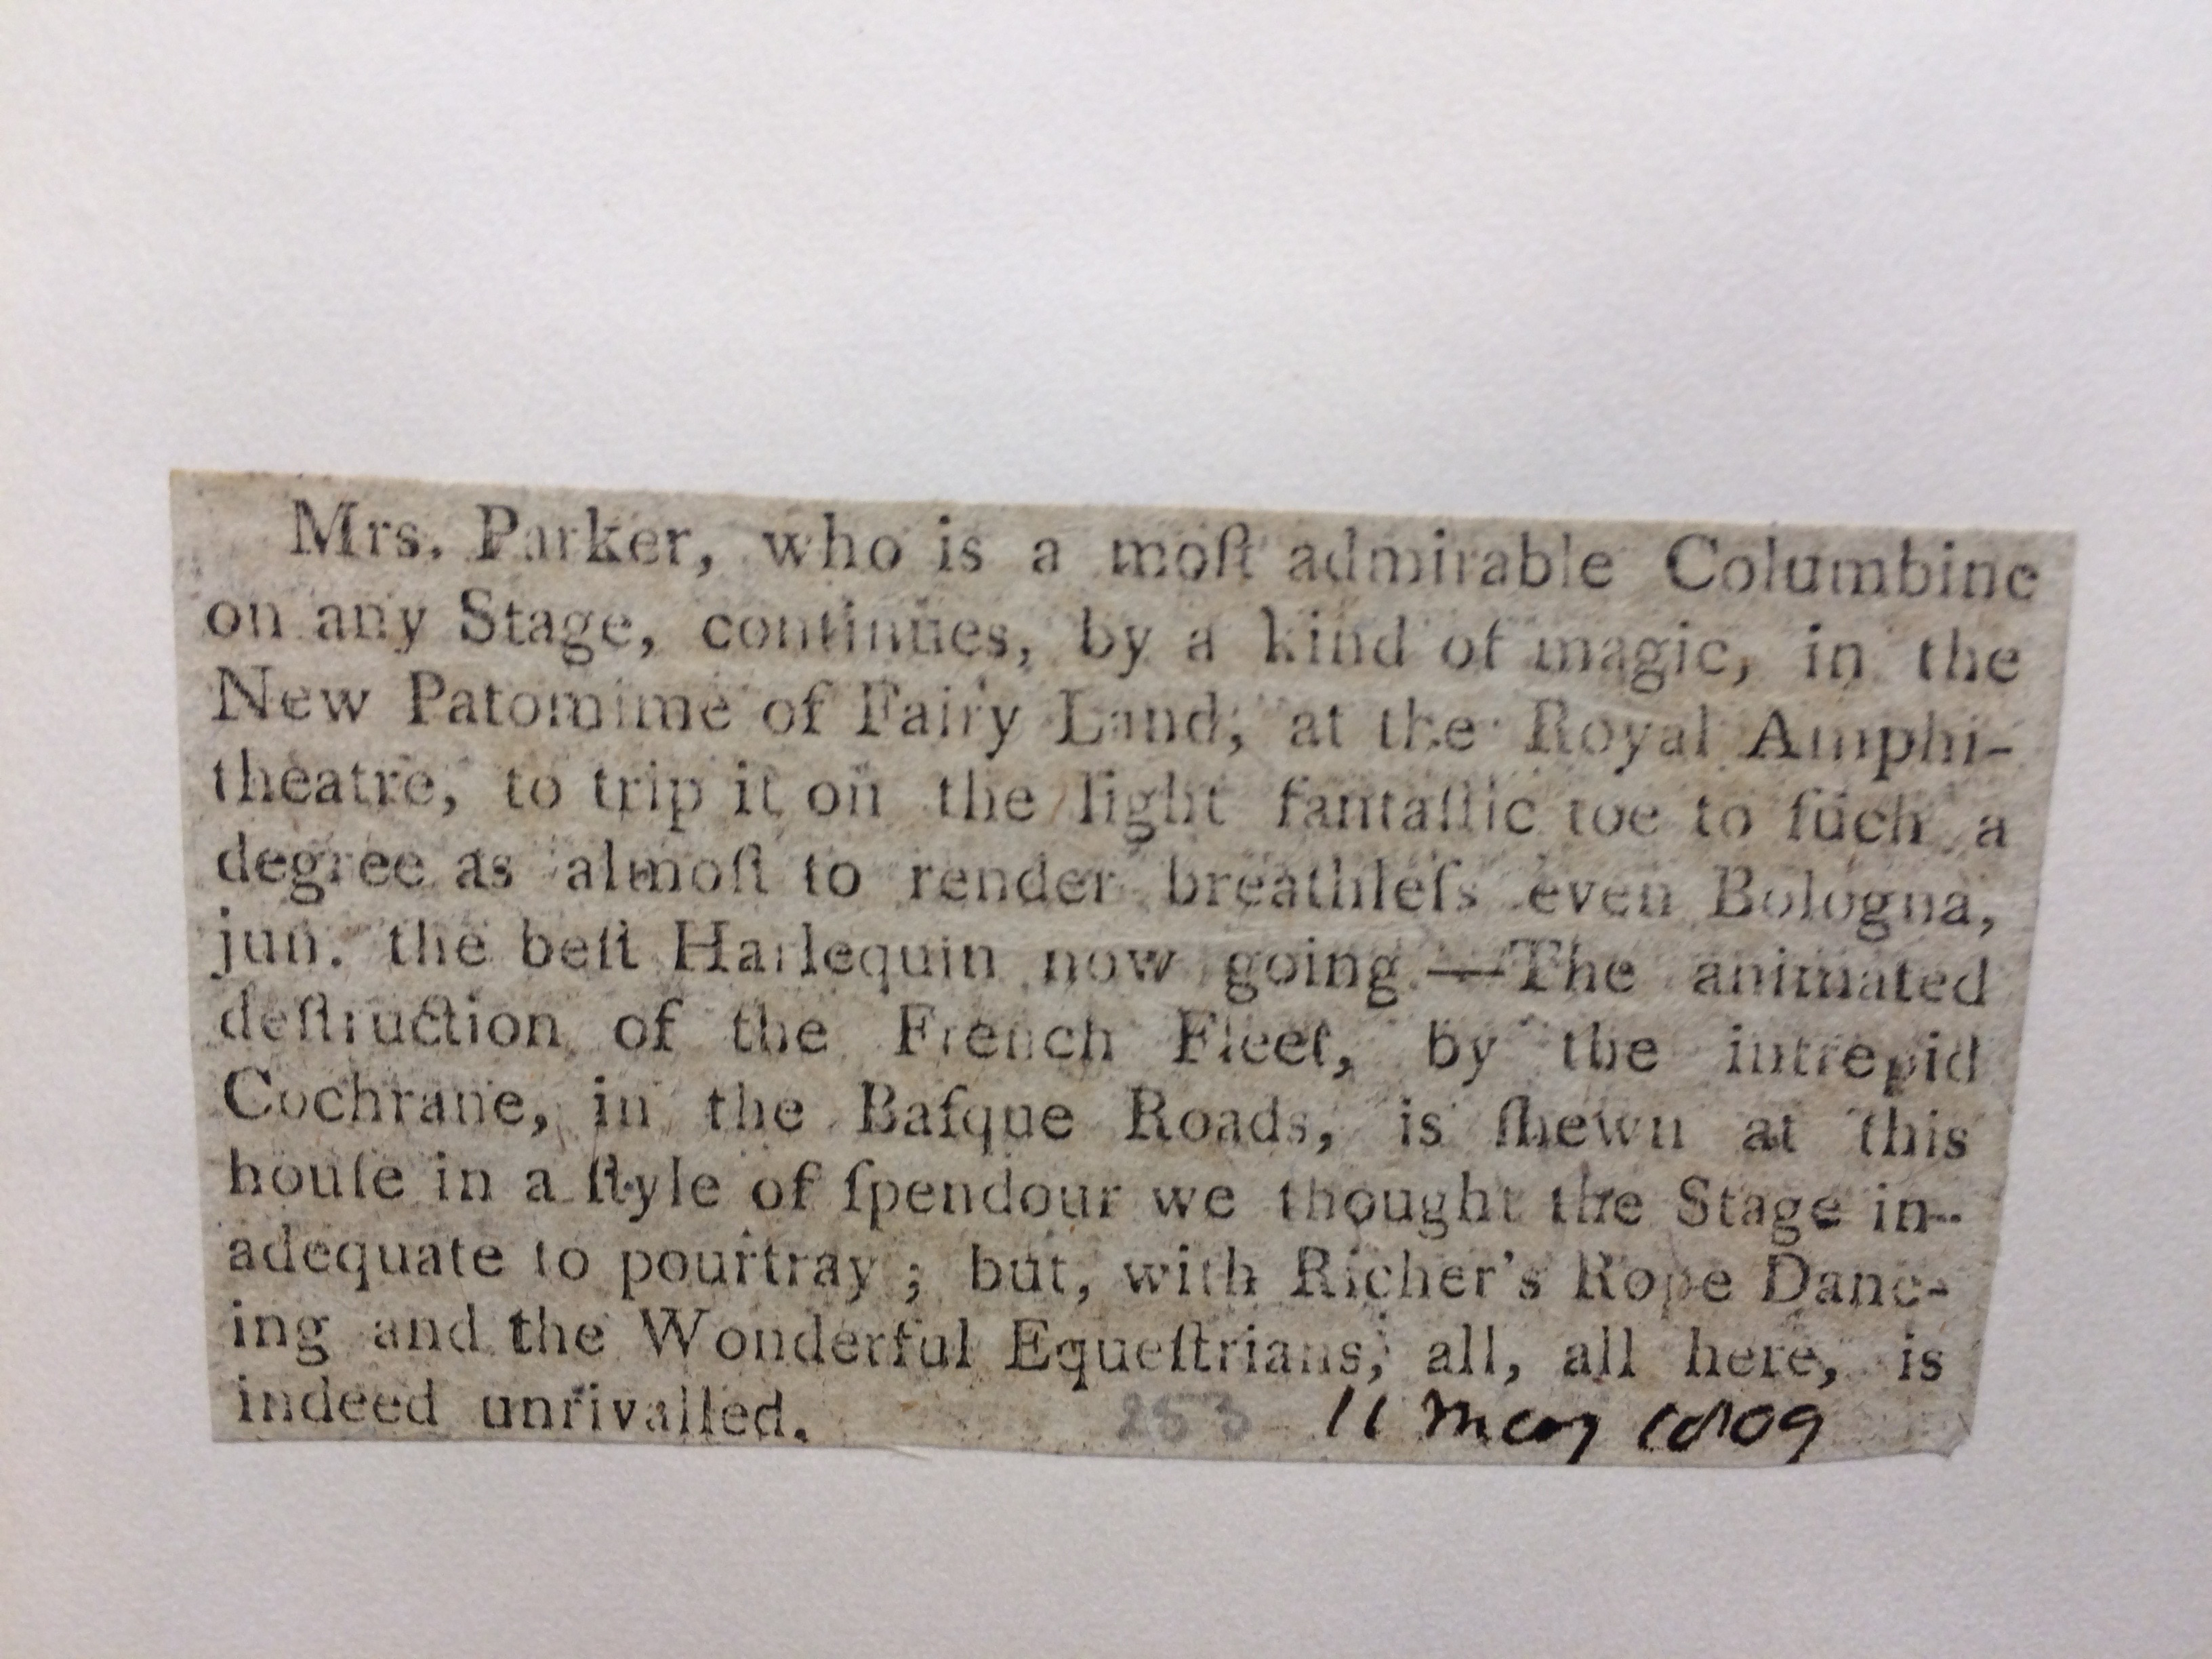 Mrs. Parker, who is a moſt admirable Columbine
on any Stage, continues, by a kind of magic, in the
New Patomime of Fairy Land, at the Royal Amphi-
theatre, to trip it on the light fantaſtic toe to ſuch a
degree as almoſt to render breathleſs even Bologna,
jun. the beſt Harlequin now going.—The animated
deſtruction of the French Fleet, by the intrepid
Cochrane, in the Baſque Roads, is ſhewn at this
houſe in a ſtyle of ſpendour we thought the Stage in-
adequate to pourtray ; but, with Richer's Rope Danc-
ing and the Wonderful Equeſtrians, all, all here, is
indeed unrivalled. 253 11 May 1809